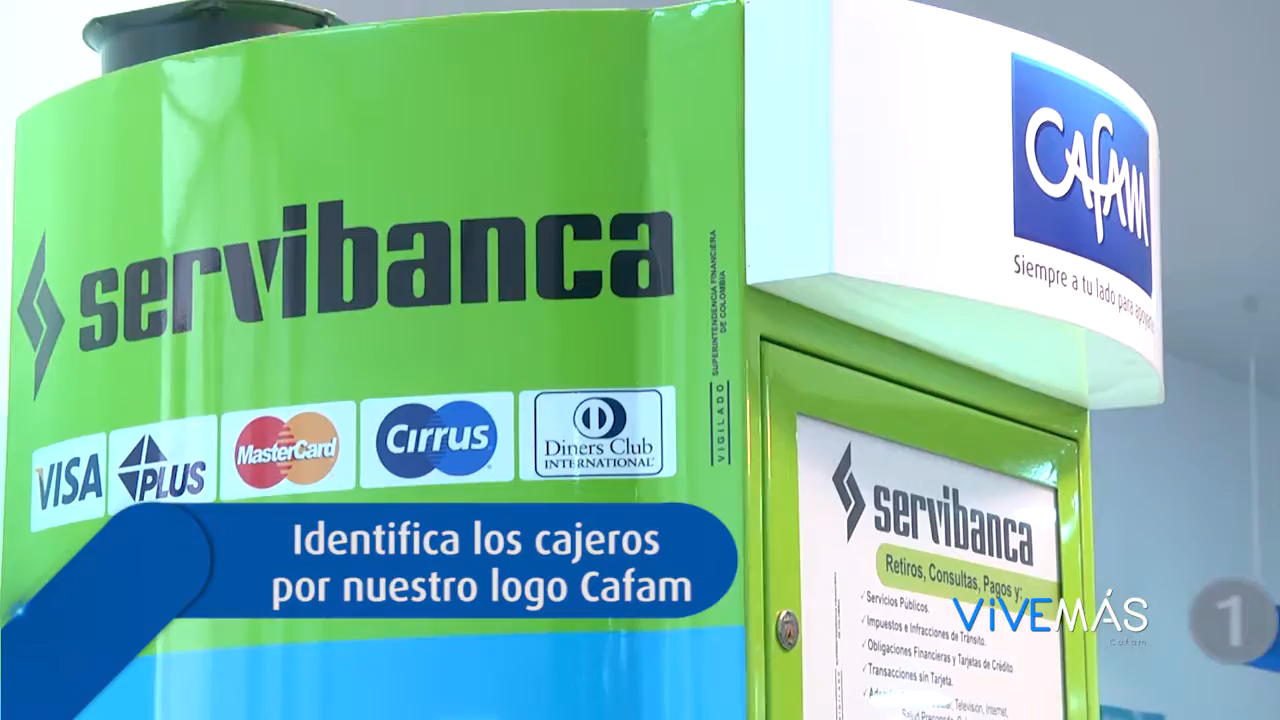 servibanca
VISA
PLUS
MasterCard
Cirrus
Diners Club
INTERNATIONAL
VIGILADO
SUPERINTENDENCIA FINANCIERA
DE COLOMBIA
Cafam
Siempre a tu lado para
servibanca
Retiros, Consultas, Pagos y:
✓Servicios Públicos.
✓Impuestos e Infracciones de Tránsito.
✓Obligaciones Financieras y Tarjetas de Crédito
✓Transacciones sin Tarjeta.
Televisión, Internet,
Identifica los cajeros
por nuestro logo Cafam
ViVEMÁS
Cafam
1